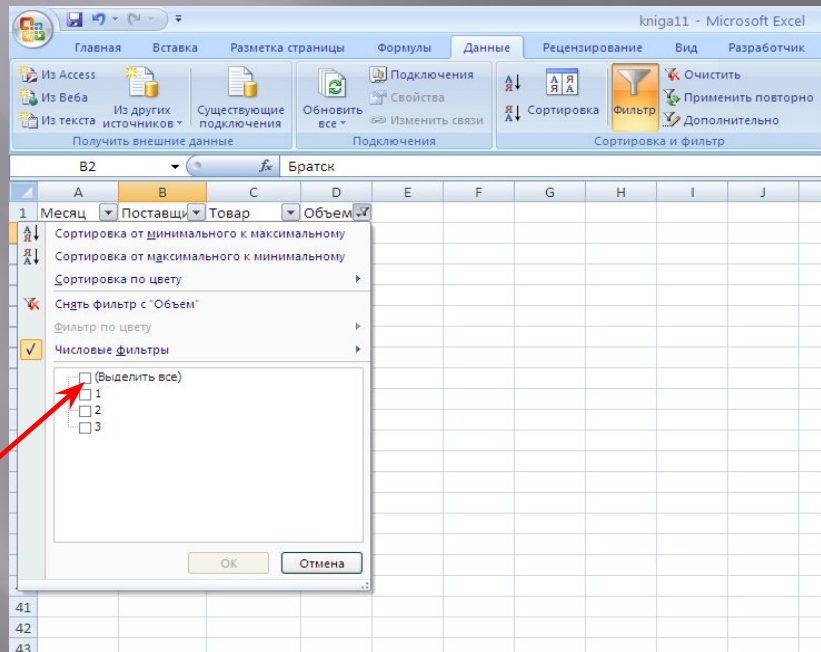 kniga11 - Microsoft Excel
Главная Вставка Разметка страницы Формулы Данные Рецензирование Вид Разработчик
Из Access
Из Веба
Из текста
Из других источников
Существующие подключения
Обновить все
Подключения
Свойства
Изменить связи
Сортировка
Фильтр
Очистить
Применить повторно
Дополнительно
Получить внешние данные Подключения Сортировка и фильтр
B2 fx Братск
A B C D E F G H I J
1 Месяц Поставщи Товар Объем
Сортировка от минимального к максимальному
Сортировка от максимального к минимальному
Сортировка по цвету
Снять фильтр с "Объем"
Фильтр по цвету
Числовые фильтры
(Выделить все)
1
2
3
ОК Отмена
41
42
43